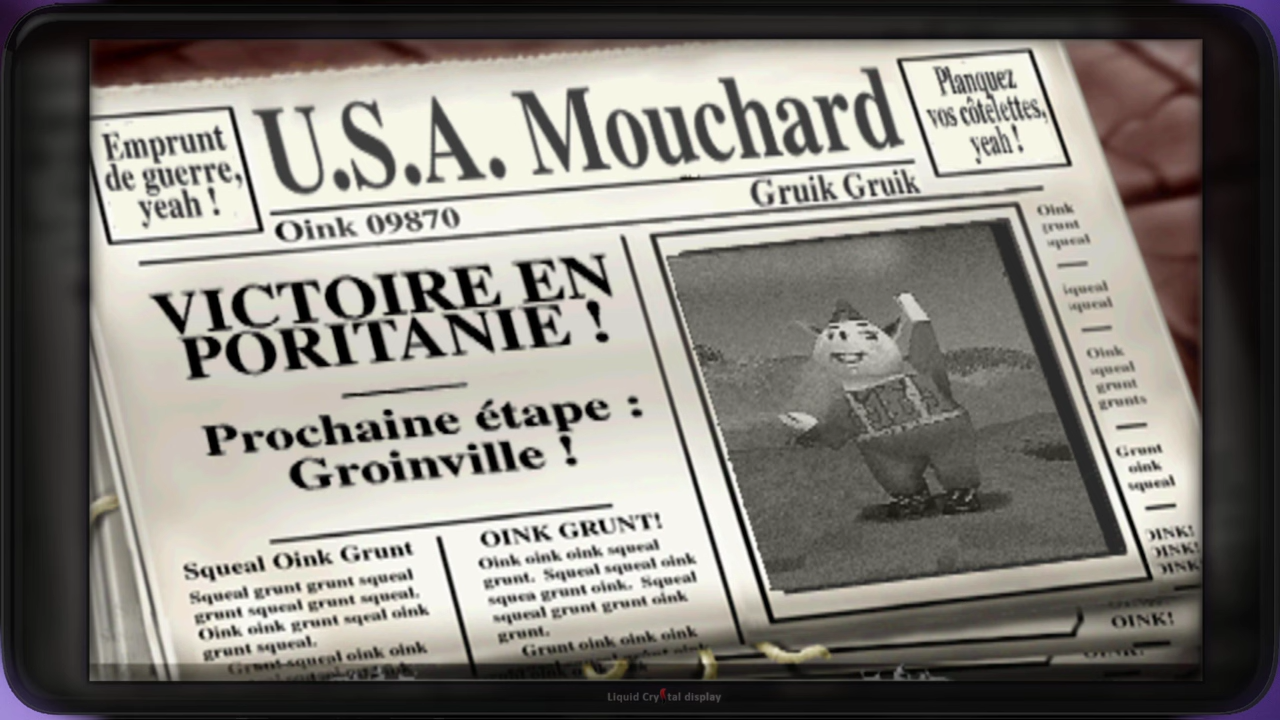 Emprunt
de guerre,
yeah !
U.S.A. Mouchard
Planquez
vos côtelettes,
yeah !
Oink 09870
Gruik Gruik
VICTOIRE EN
PORITANIE !
Prochaine étape :
Groinville !
Squeal Oink Grunt
Squeal grunt grunt squeal
grunt squeal grunt squeal.
Oink oink grunt sqeal oink
grunt squeal.
Grunt squeal oink oink
OINK GRUNT!
Oink oink oink squeal
grunt. Squeal squeal oink
squea grunt oink. Squeal
squeal grunt grunt oink
grunt.
Grunt oink oink oink
Oink
grunt
squeal
squeal
squeal
Oink
squeal
grunt
grunts
Grunt
oink
squeal
OINK!
OINK!
OINK!
OINK!
Liquid Crystal display